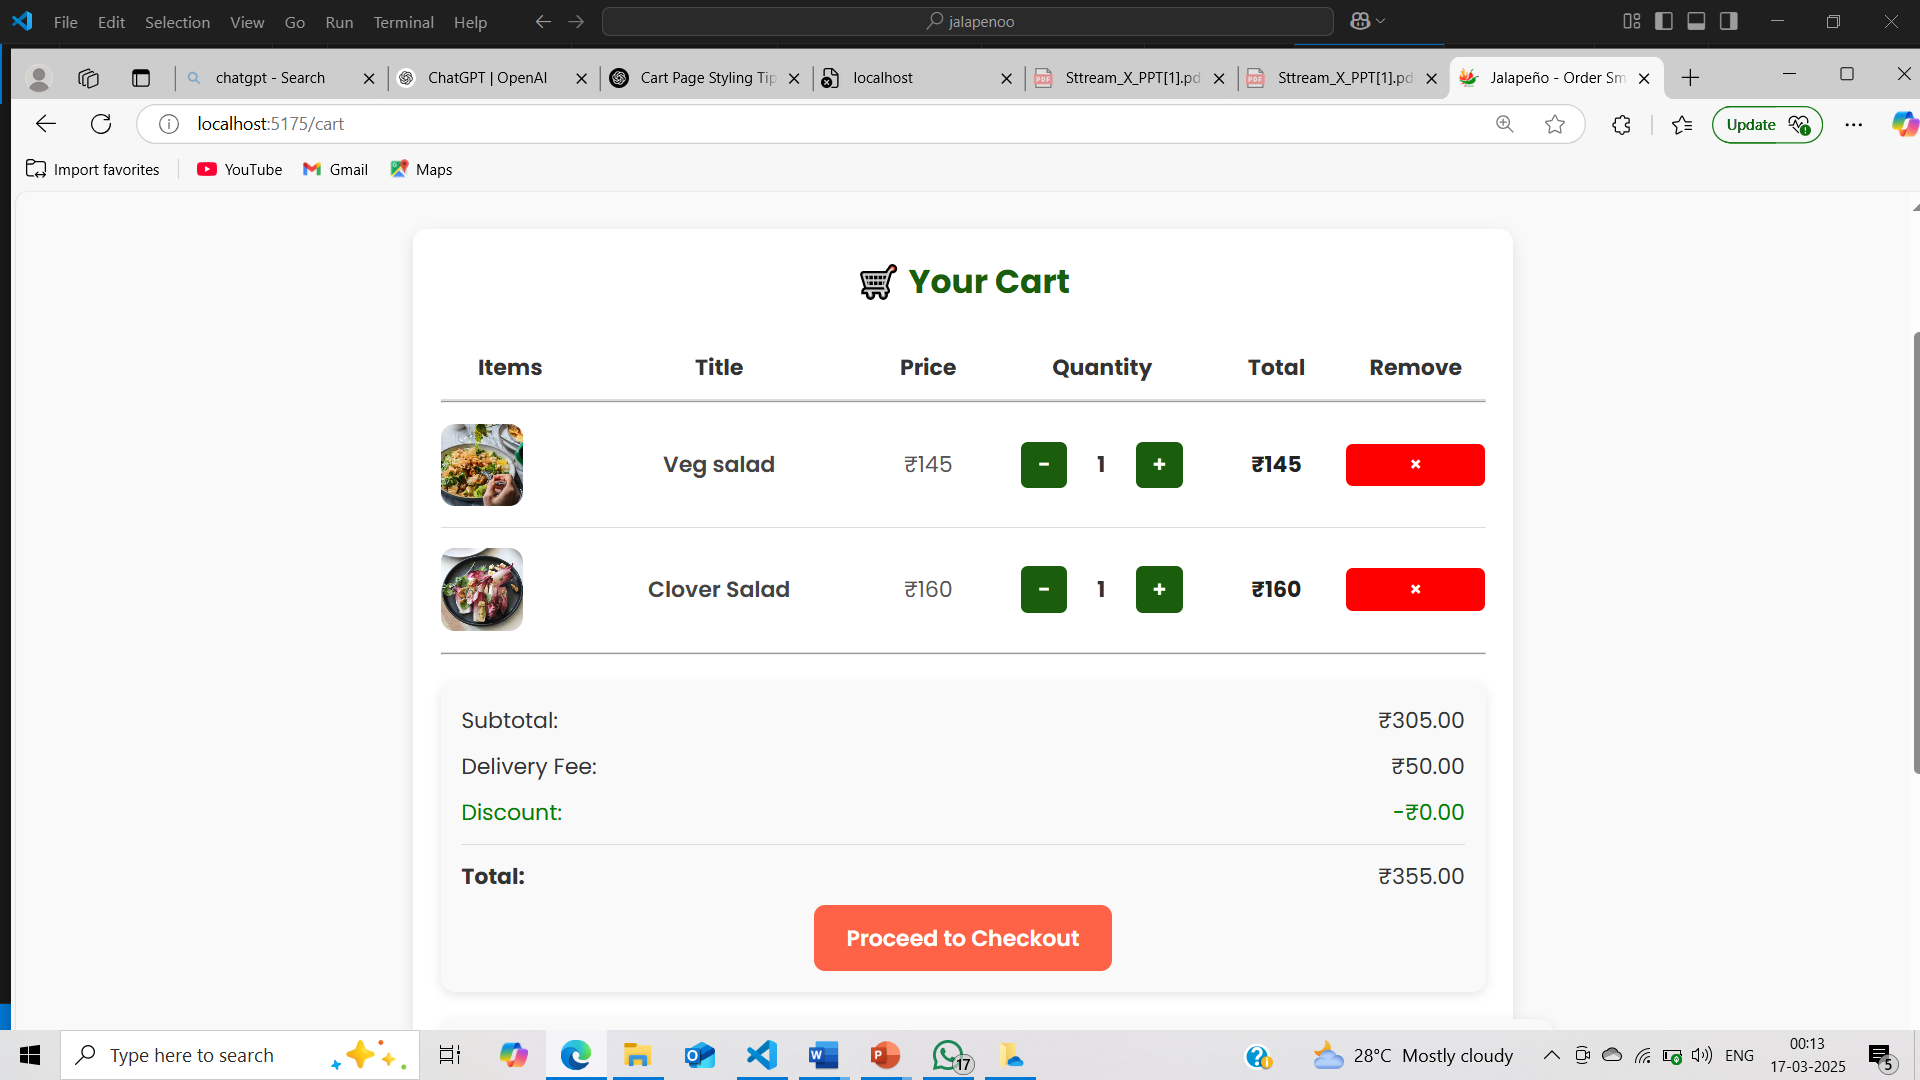 File Edit Selection View Go Run Terminal Help jalapenoo
chatgpt - Search ChatGPT | OpenAI Cart Page Styling Tip localhost Sttream_X_PPT[1].pd Sttream_X_PPT[1].pd Jalapeño - Order Sm
localhost:5175/cart Update
Import favorites YouTube Gmail Maps
Your Cart
Items Title Price Quantity Total Remove
Veg salad ₹145 - 1 + ₹145 ×
Clover Salad ₹160 - 1 + ₹160 ×
Subtotal: ₹305.00
Delivery Fee: ₹50.00
Discount: -₹0.00
Total: ₹355.00
Proceed to Checkout
Type here to search 17 28°C Mostly cloudy ENG 00:13
17-03-2025 5